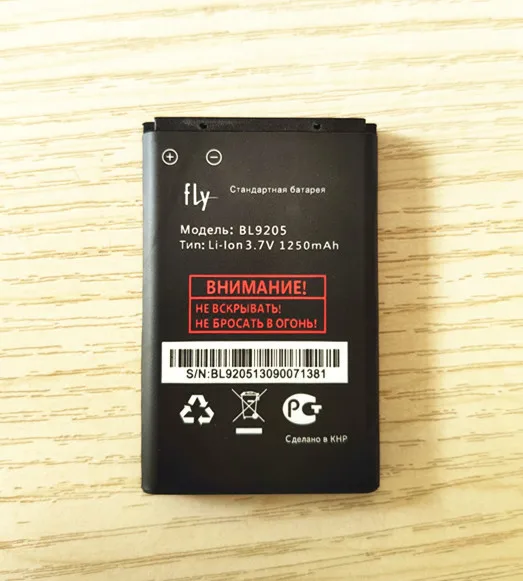 fly Стандартная батарея
Модель: BL9205
Тип: Li-Ion 3.7V 1250mAh
ВНИМАНИЕ!
НЕ ВСКРЫВАТЬ!
НЕ БРОСАТЬ В ОГОНЬ!
S/N:BL920513090071381
Сделано в КНР